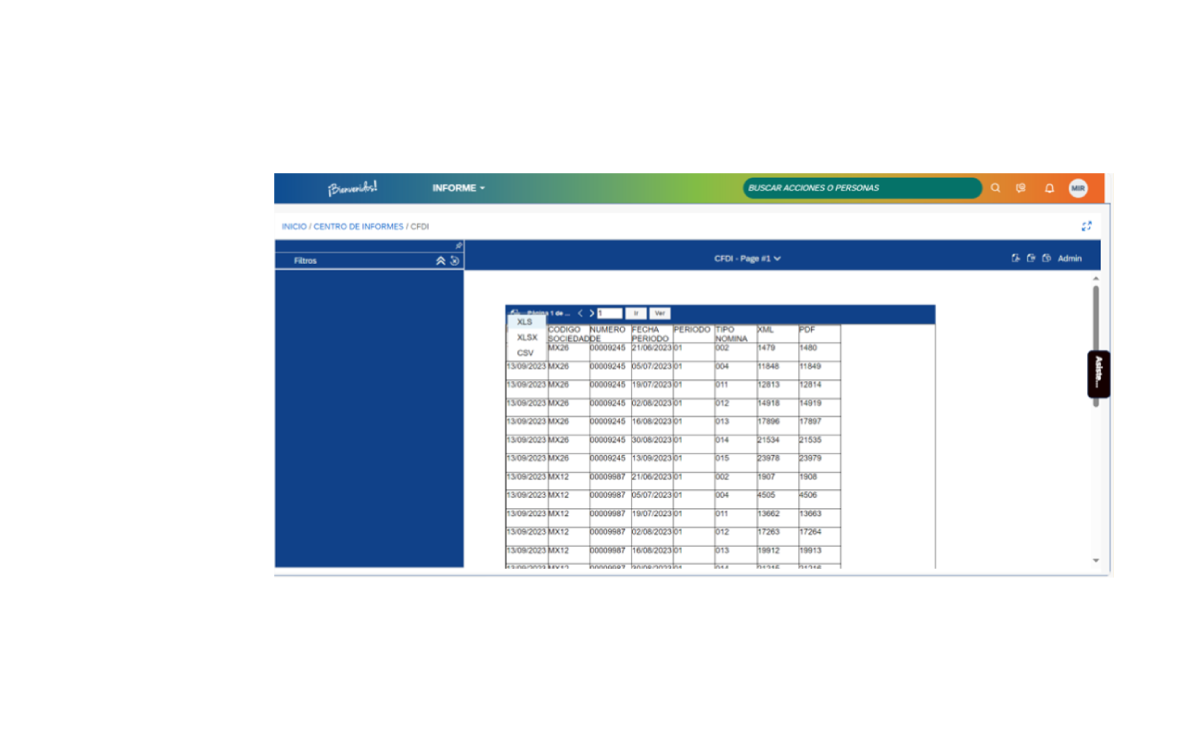 ¡Bienvenidos! INFORME BUSCAR ACCIONES O PERSONAS MIR
INICIO / CENTRO DE INFORMES / CFDI
Filtros CFDI - Page #1 Admin
Página 1 de ... 1 Ir Ver
XLS
XLSX
CSV
CODIGO SOCIEDAD NUMERO DE FECHA PERIODO PERIODO TIPO NOMINA XML PDF
MX26 00009245 21/06/2023 01 002 1479 1480
13/09/2023 MX26 00009245 05/07/2023 01 004 11848 11849
13/09/2023 MX26 00009245 19/07/2023 01 011 12813 12814
13/09/2023 MX26 00009245 02/08/2023 01 012 14918 14919
13/09/2023 MX26 00009245 16/08/2023 01 013 17896 17897
13/09/2023 MX26 00009245 30/08/2023 01 014 21534 21535
13/09/2023 MX26 00009245 13/09/2023 01 015 23978 23979
13/09/2023 MX12 00009987 21/06/2023 01 002 1907 1908
13/09/2023 MX12 00009987 05/07/2023 01 004 4505 4506
13/09/2023 MX12 00009987 19/07/2023 01 011 13662 13663
13/09/2023 MX12 00009987 02/08/2023 01 012 17263 17264
13/09/2023 MX12 00009987 16/08/2023 01 013 19912 19913
Asiste...